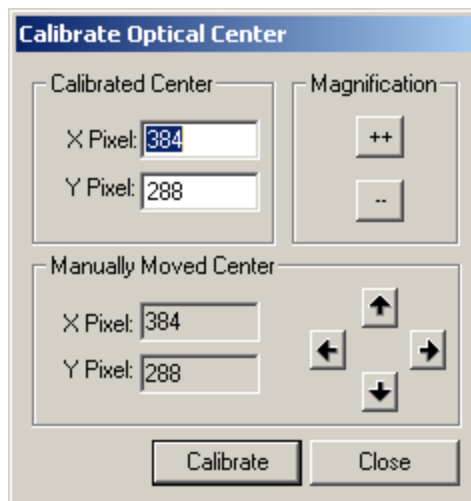 Calibrate Optical Center
Calibrated Center
X Pixel: 384
Y Pixel: 288
Magnification
++
--
Manually Moved Center
X Pixel: 384
Y Pixel: 288
Calibrate
Close